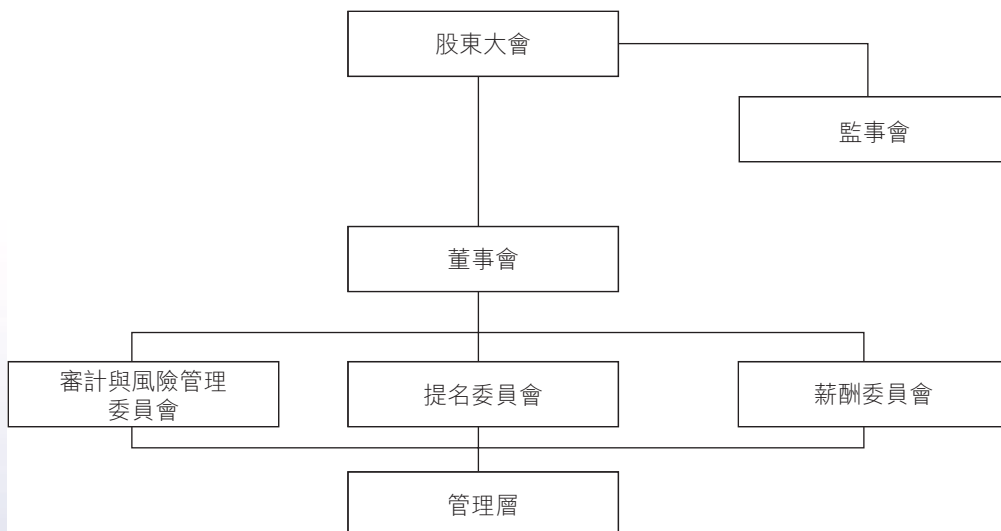 股東大會
監事會
董事會
審計與風險管理
委員會
提名委員會
薪酬委員會
管理層